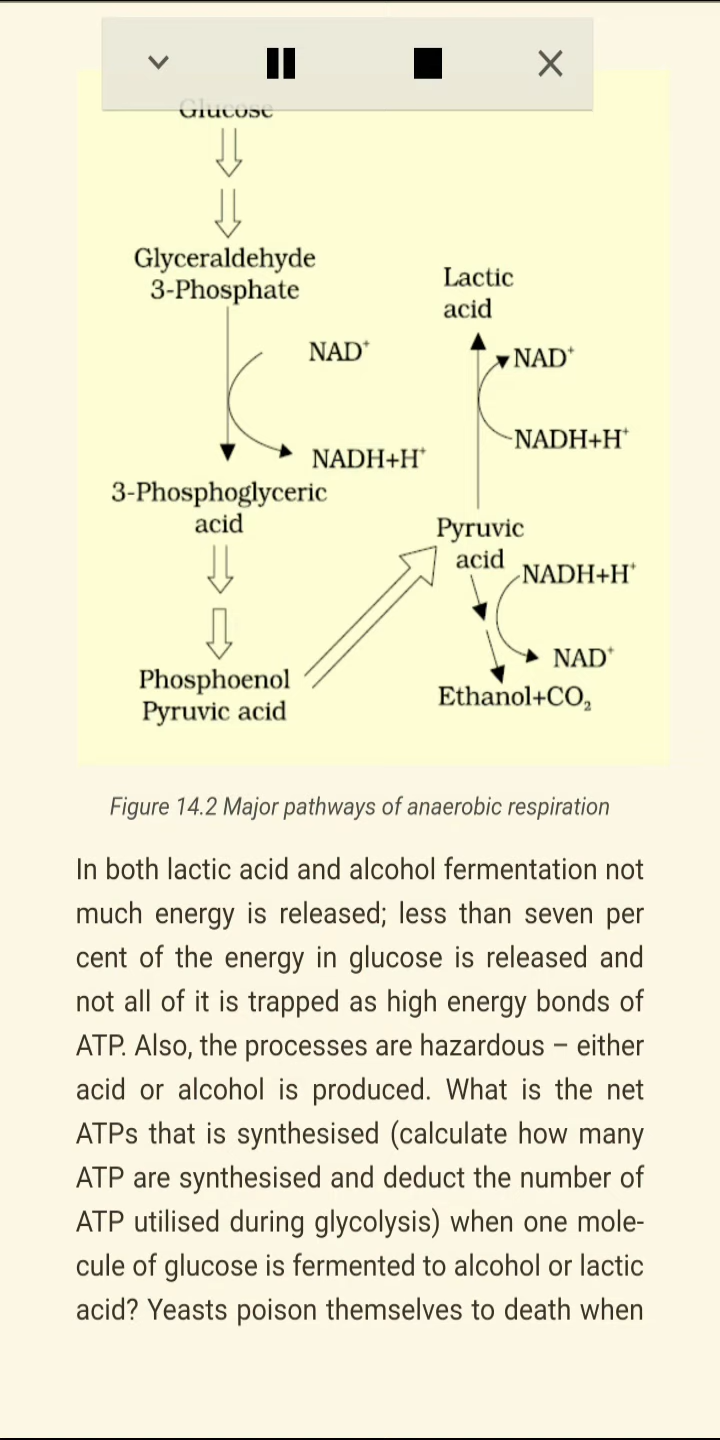 Glucose
Glyceraldehyde
3-Phosphate
NAD⁺
NADH+H⁺
3-Phosphoglyceric
acid
Phosphoenol
Pyruvic acid
Lactic
acid
NAD⁺
NADH+H⁺
Pyruvic
acid
NADH+H⁺
NAD⁺
Ethanol+CO₂
Figure 14.2 Major pathways of anaerobic respiration
In both lactic acid and alcohol fermentation not
much energy is released; less than seven per
cent of the energy in glucose is released and
not all of it is trapped as high energy bonds of
ATP. Also, the processes are hazardous – either
acid or alcohol is produced. What is the net
ATPs that is synthesised (calculate how many
ATP are synthesised and deduct the number of
ATP utilised during glycolysis) when one mole-
cule of glucose is fermented to alcohol or lactic
acid? Yeasts poison themselves to death when